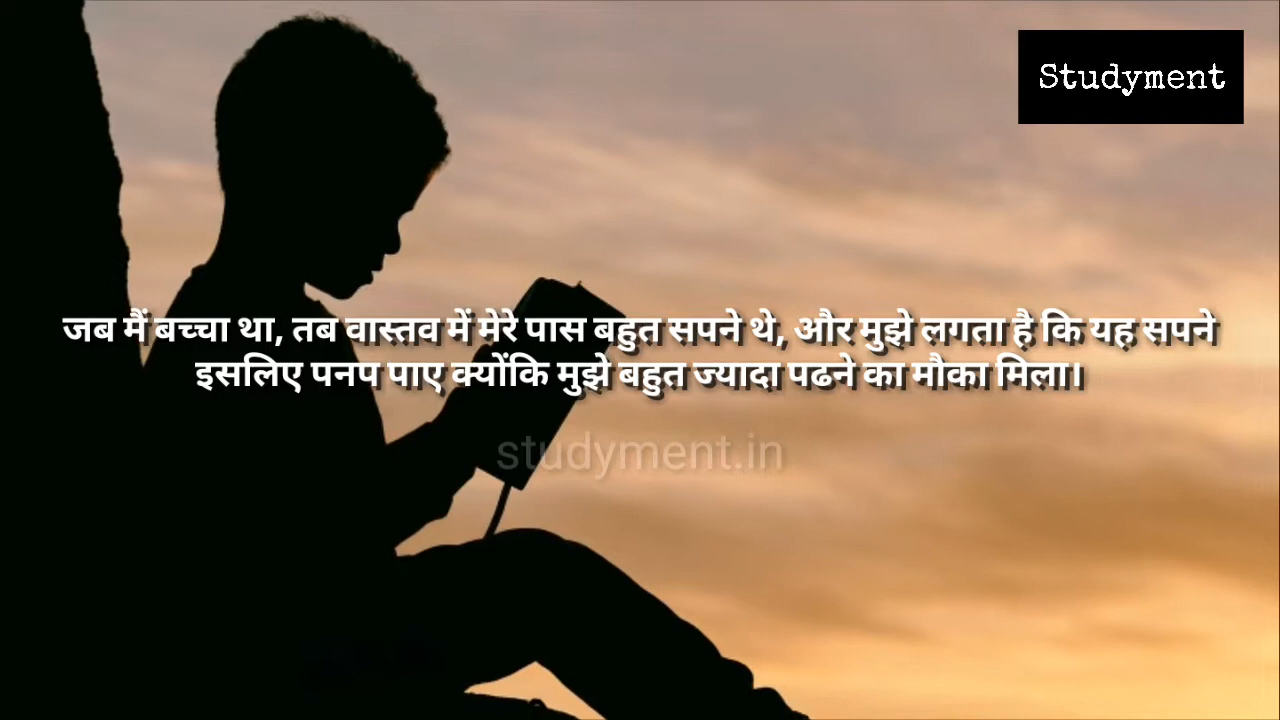 Studyment
जब मैं बच्चा था, तब वास्तव में मेरे पास बहुत सपने थे, और मुझे लगता है कि यह सपने
इसलिए पनप पाए क्योंकि मुझे बहुत ज्यादा पढने का मौका मिला।
studyment.in